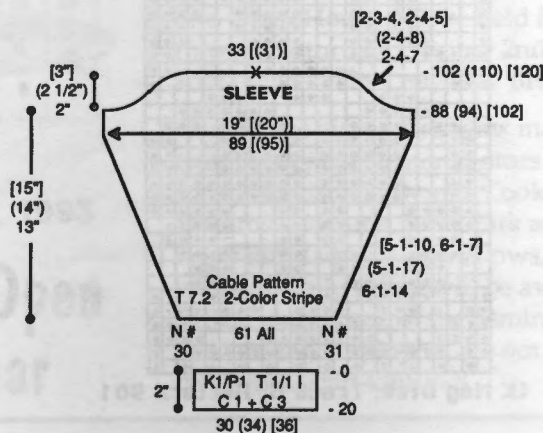 [2-3-4, 2-4-5]
(2-4-8)
2-4-7
33 [(31)]
[3"]
(2 1/2")
2"
SLEEVE
- 102 (110) [120]
- 88 (94) [102]
19" [(20")]
89 [(95)]
[15"]
(14")
13"
[5-1-10, 6-1-7]
(5-1-17)
6-1-14
Cable Pattern
T 7.2 2-Color Stripe
N # 61 All N #
30 31
2"
K1/P1 T 1/1 I
C 1 + C 3
- 0
- 20
30 (34) [36]